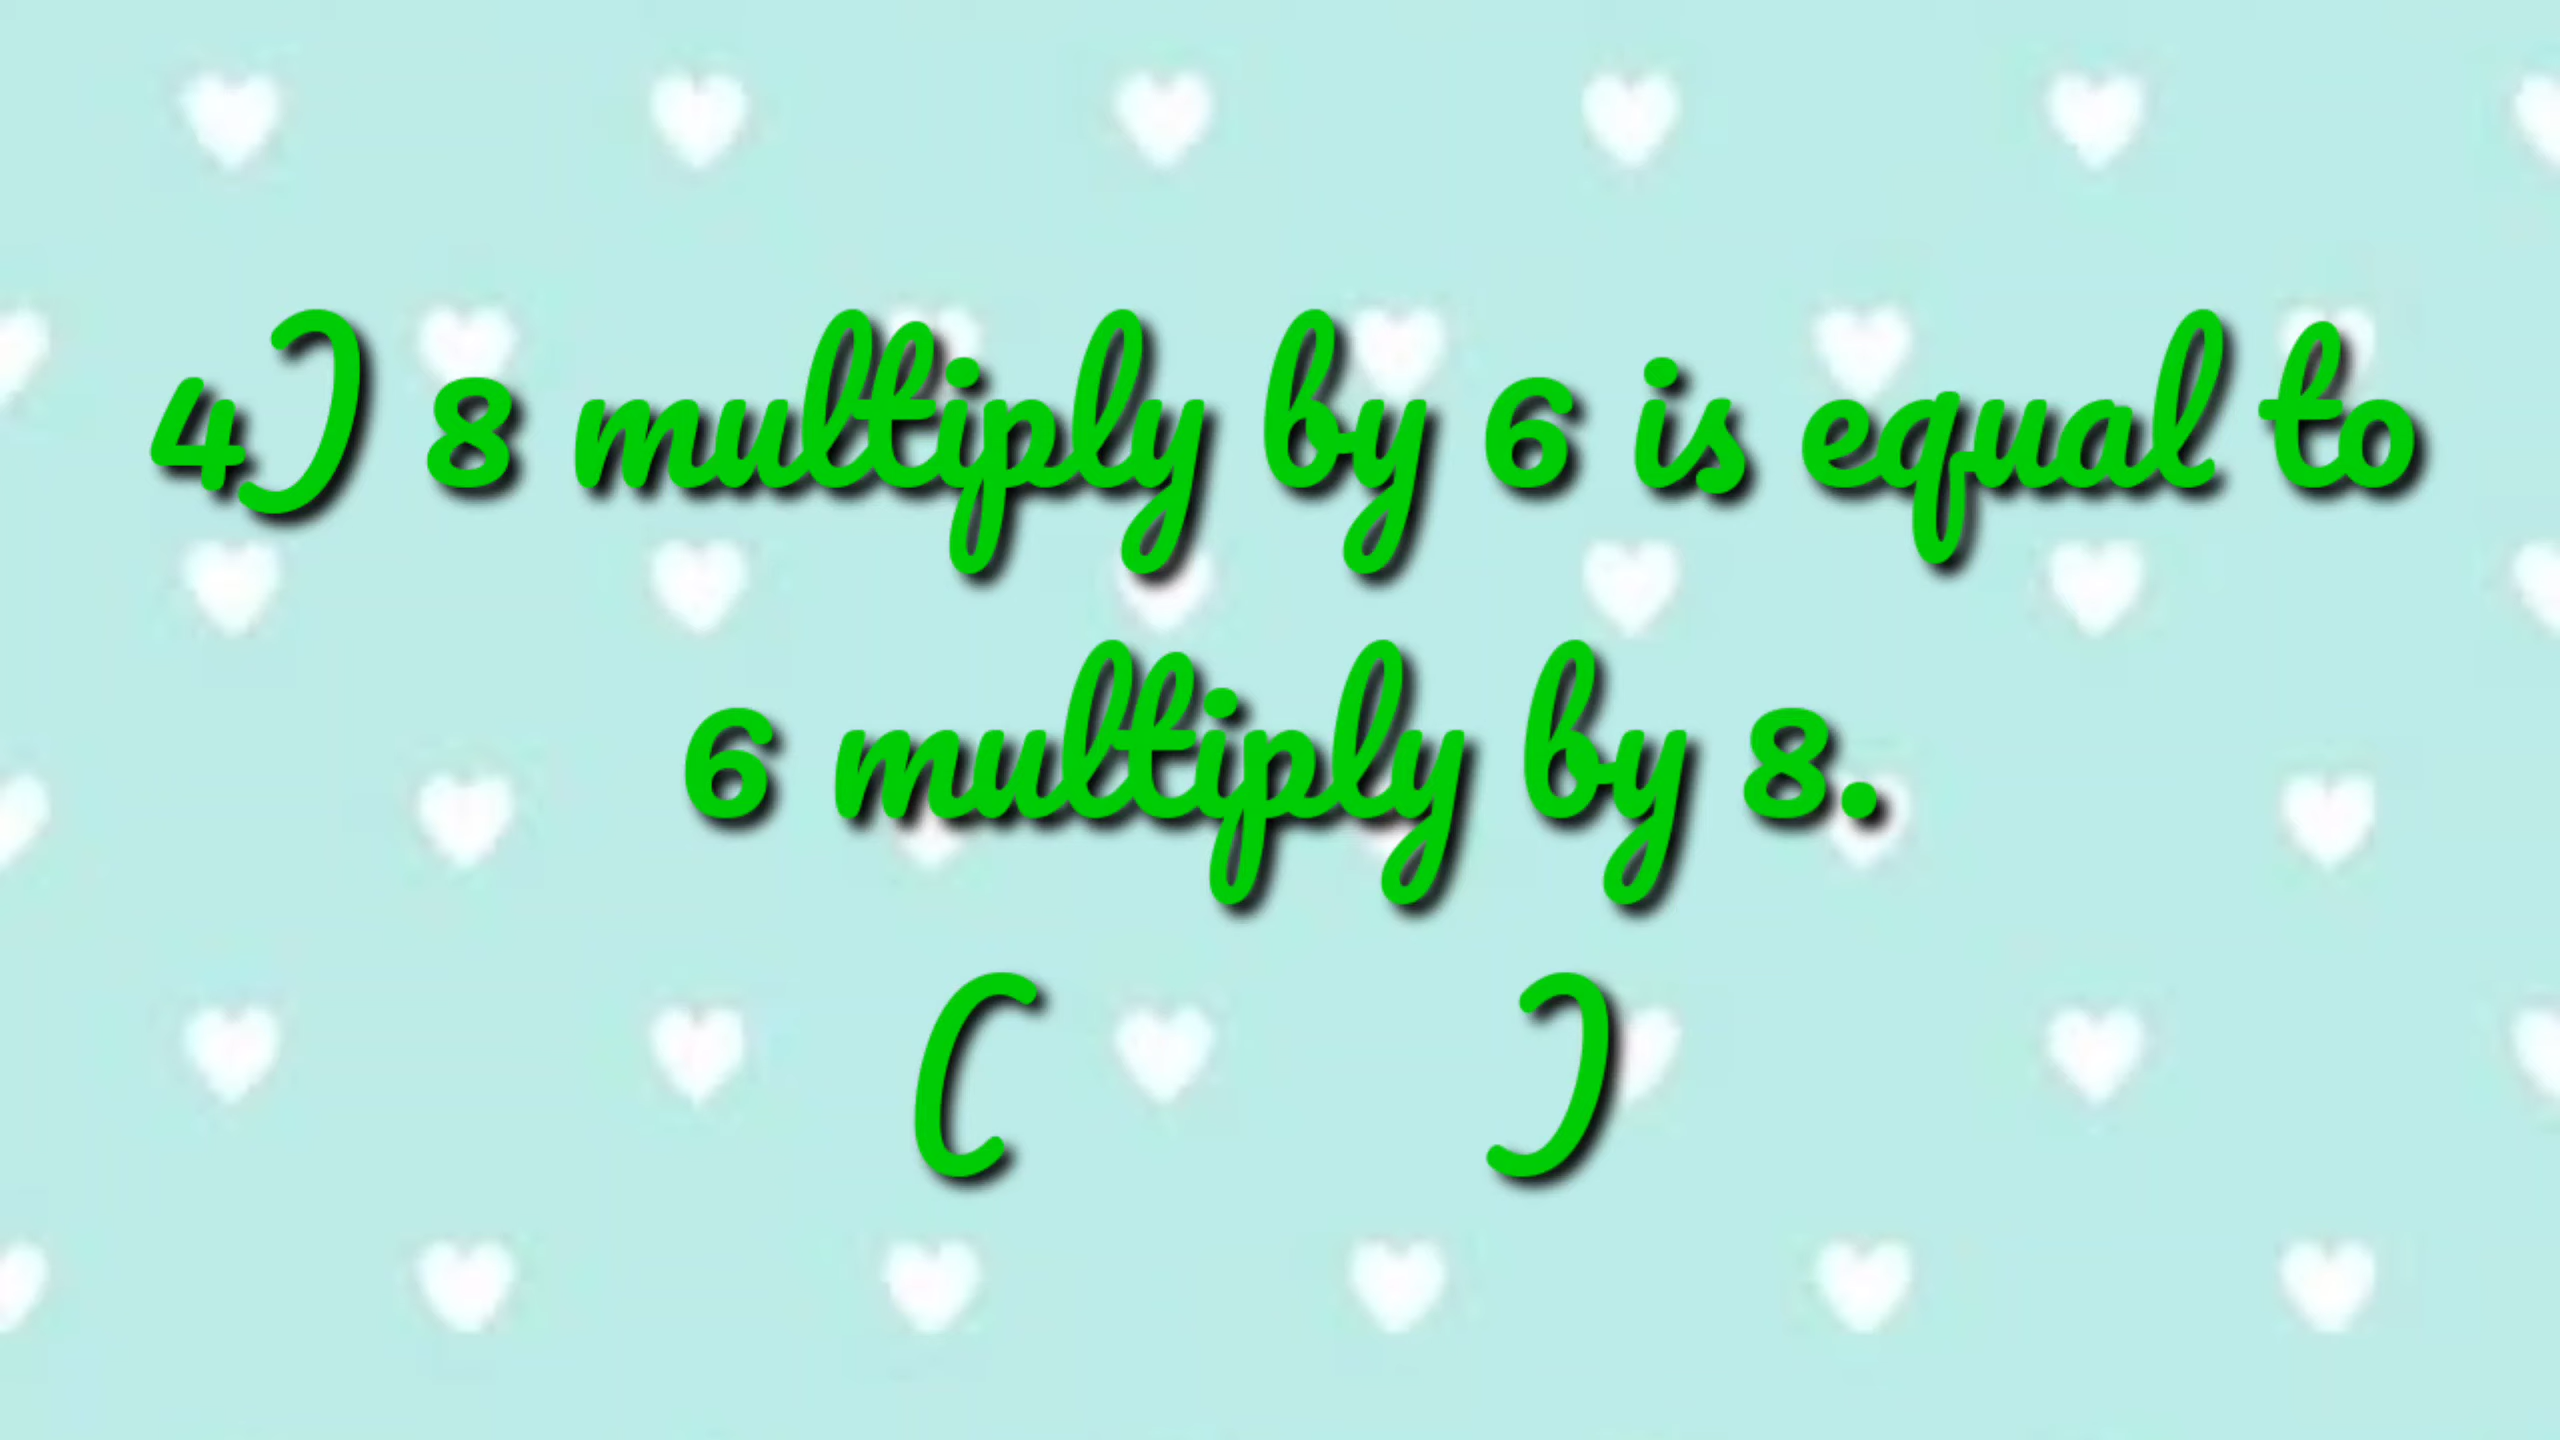 4) 8 multiply by 6 is equal to
6 multiply by 8.
(        )